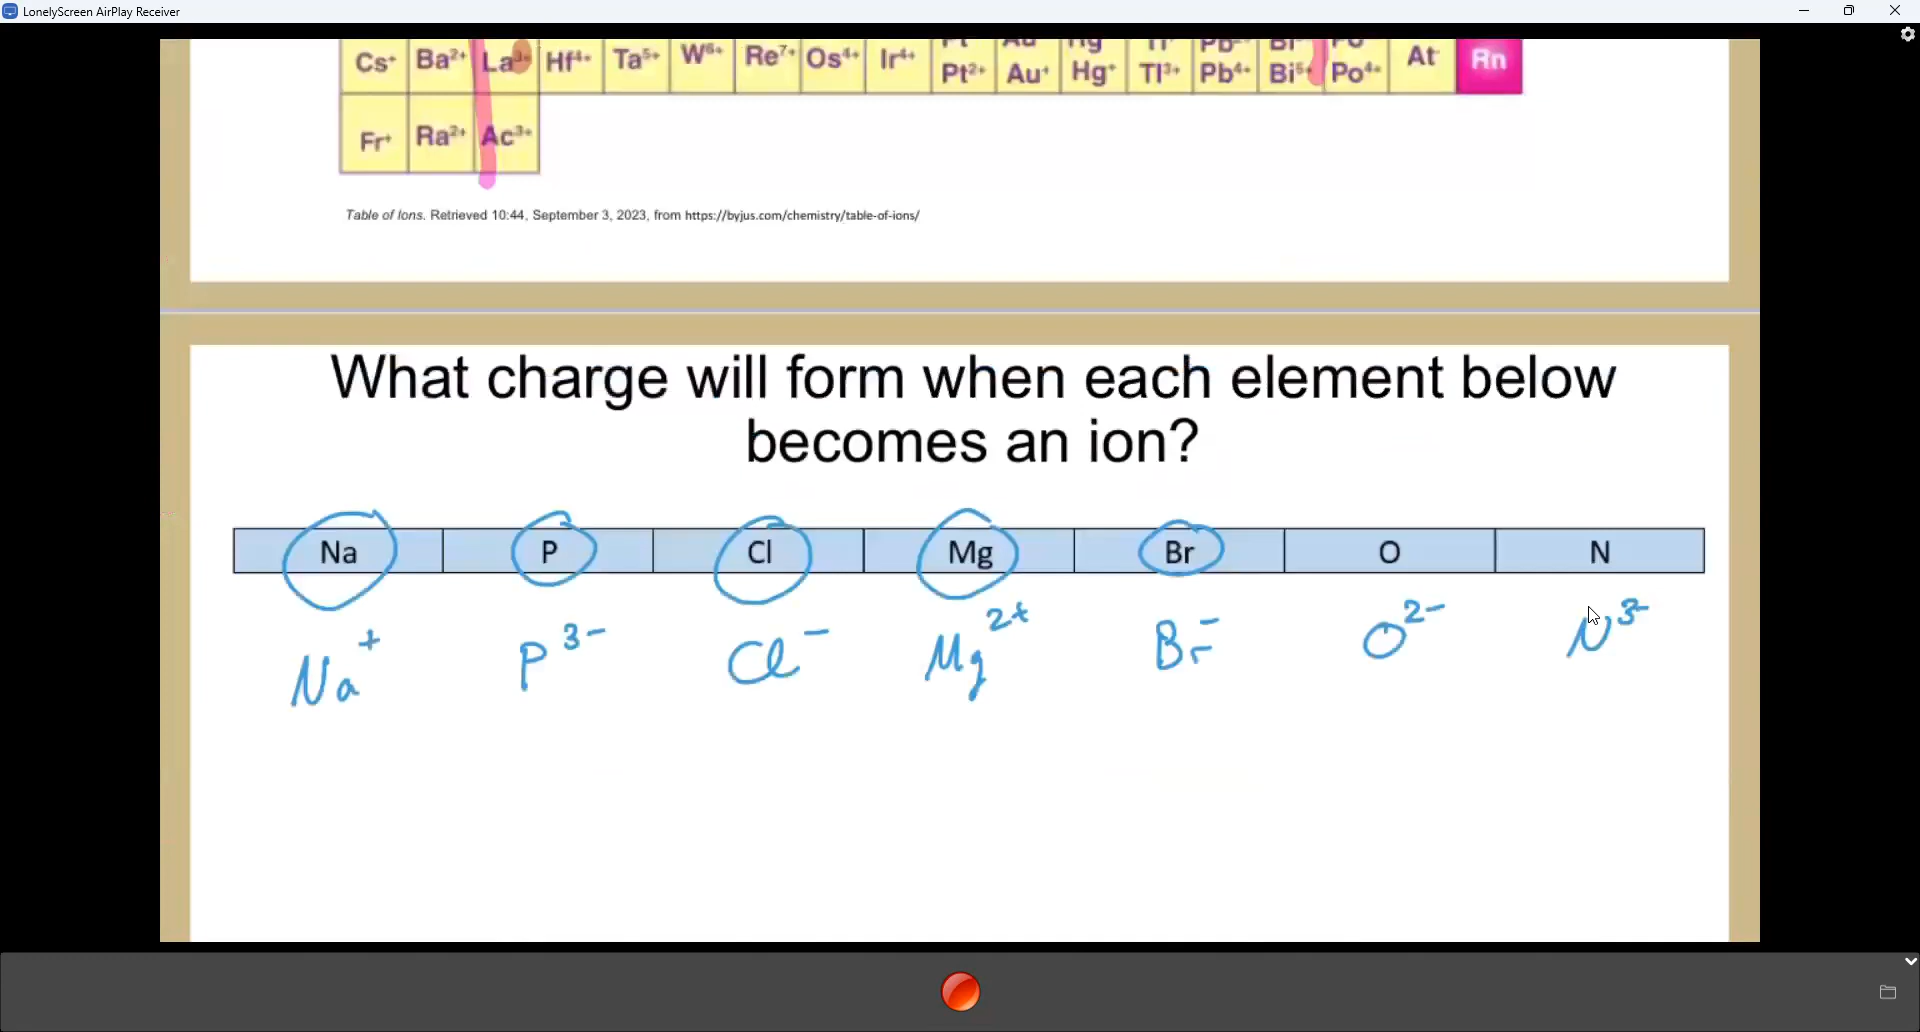 LonelyScreen AirPlay Receiver
Cs⁺ Ba²⁺ La³⁺ Hf⁴⁺ Ta⁵⁺ W⁶⁺ Re⁷⁺ Os⁴⁺ Ir⁴⁺ Pt²⁺ Au⁺ Hg⁺ Tl³⁺ Pb⁴⁺ Bi⁵⁺ Po⁴⁺ At⁻ Rn
Fr⁺ Ra²⁺ Ac³⁺
Table of Ions. Retrieved 10:44, September 3, 2023, from https://byjus.com/chemistry/table-of-ions/
What charge will form when each element below
becomes an ion?
Na P Cl Mg Br O N
Na⁺ P³⁻ Cl⁻ Mg²⁺ Br⁻ O²⁻ N³⁻